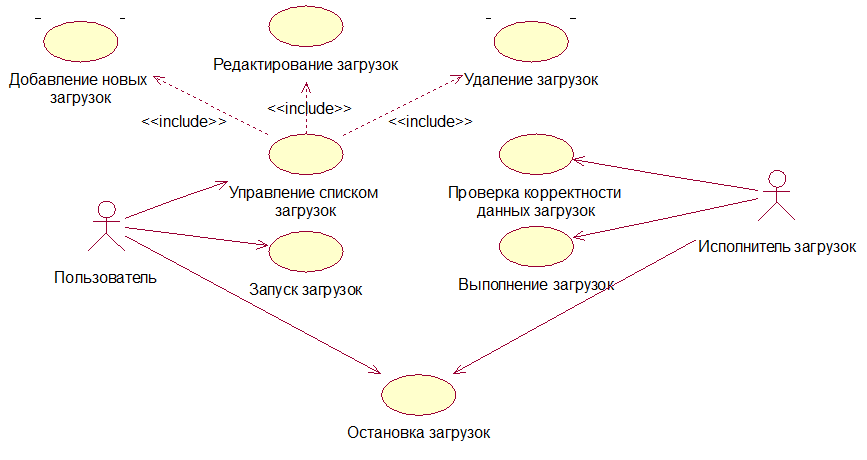 Добавление новых
загрузок
Редактирование загрузок
Удаление загрузок
<<include>>
<<include>>
<<include>>
Управление списком
загрузок
Проверка корректности
данных загрузок
Пользователь
Запуск загрузок
Выполнение загрузок
Исполнитель загрузок
Остановка загрузок